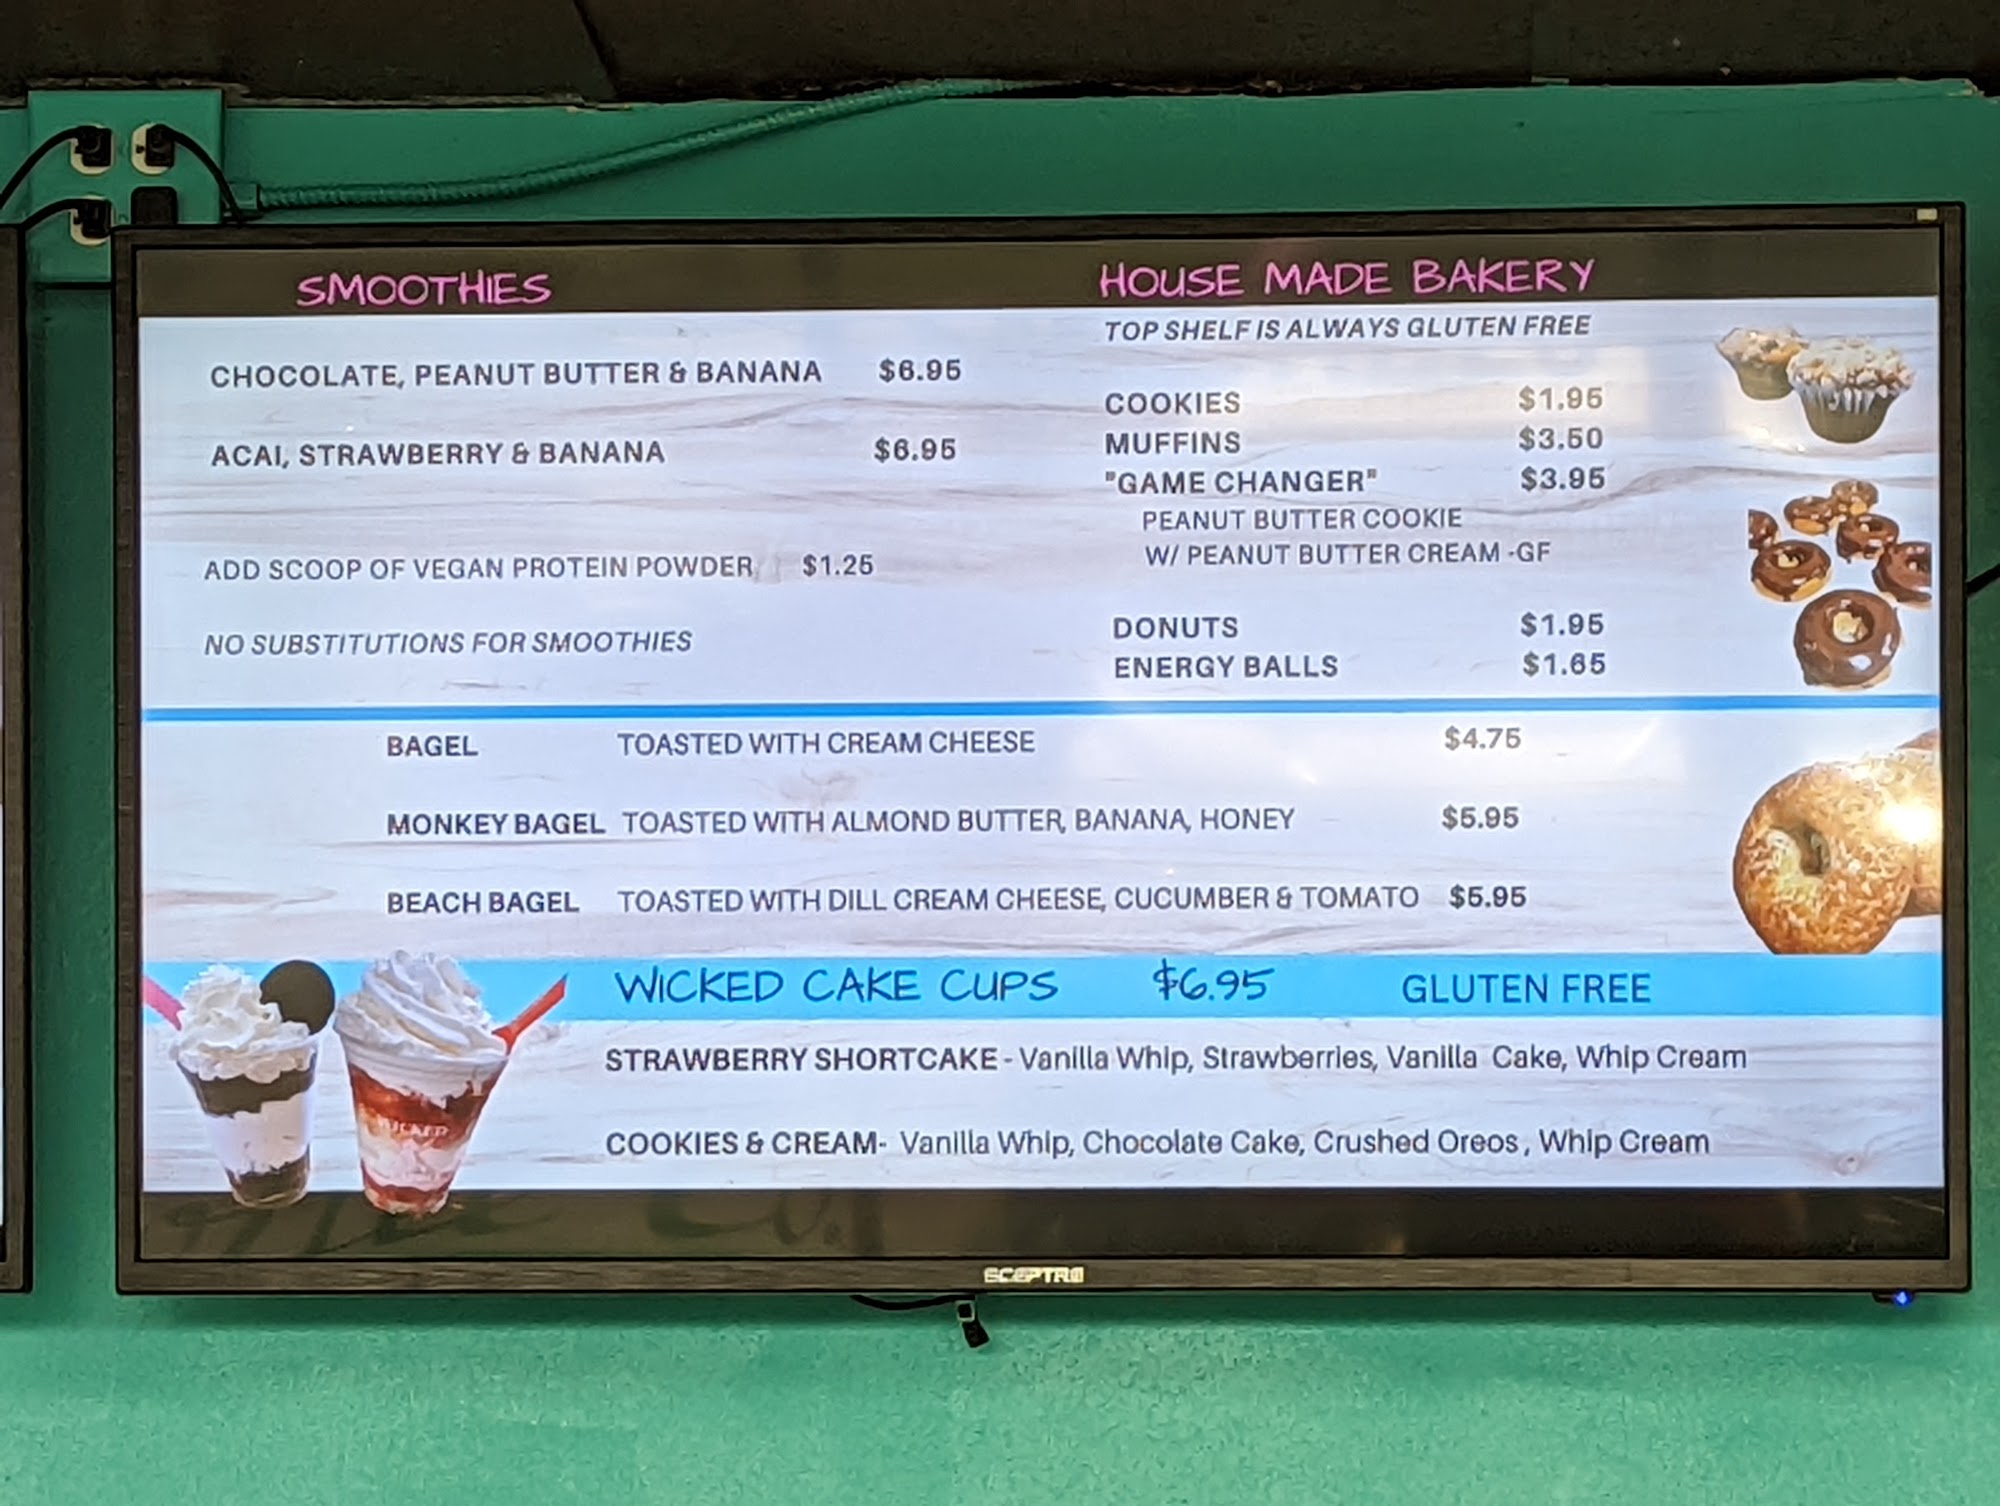 SMOOTHIES
CHOCOLATE, PEANUT BUTTER & BANANA $6.95
ACAI, STRAWBERRY & BANANA $6.95
ADD SCOOP OF VEGAN PROTEIN POWDER $1.25
NO SUBSTITUTIONS FOR SMOOTHIES
HOUSE MADE BAKERY
TOP SHELF IS ALWAYS GLUTEN FREE
COOKIES $1.95
MUFFINS $3.50
"GAME CHANGER" $3.95
PEANUT BUTTER COOKIE
W/ PEANUT BUTTER CREAM -GF
DONUTS $1.95
ENERGY BALLS $1.65
BAGEL TOASTED WITH CREAM CHEESE $4.75
MONKEY BAGEL TOASTED WITH ALMOND BUTTER, BANANA, HONEY $5.95
BEACH BAGEL TOASTED WITH DILL CREAM CHEESE, CUCUMBER & TOMATO $5.95
WICKED CAKE CUPS $6.95 GLUTEN FREE
STRAWBERRY SHORTCAKE - Vanilla Whip, Strawberries, Vanilla Cake, Whip Cream
COOKIES & CREAM- Vanilla Whip, Chocolate Cake, Crushed Oreos , Whip Cream
SCEPTRE